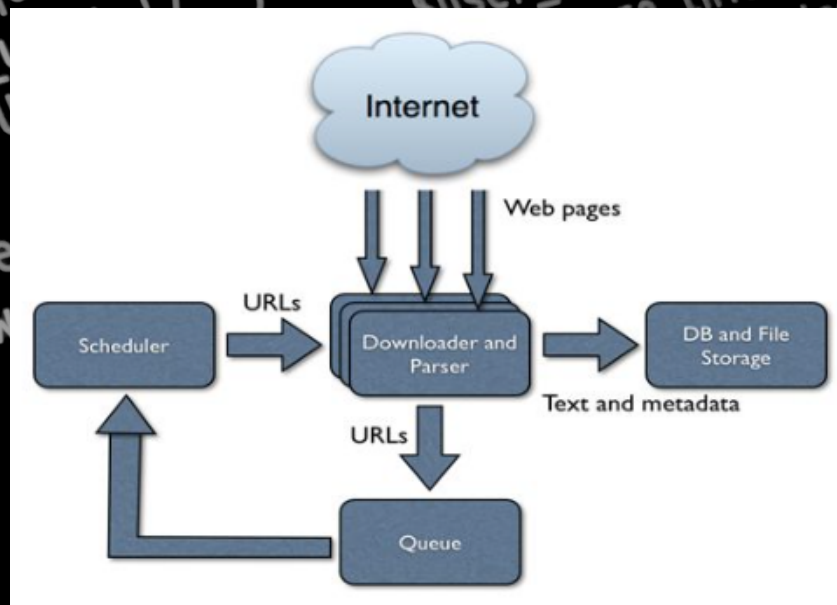 Internet
Web pages
URLs
Scheduler
Downloader and
Parser
DB and File
Storage
Text and metadata
URLs
Queue